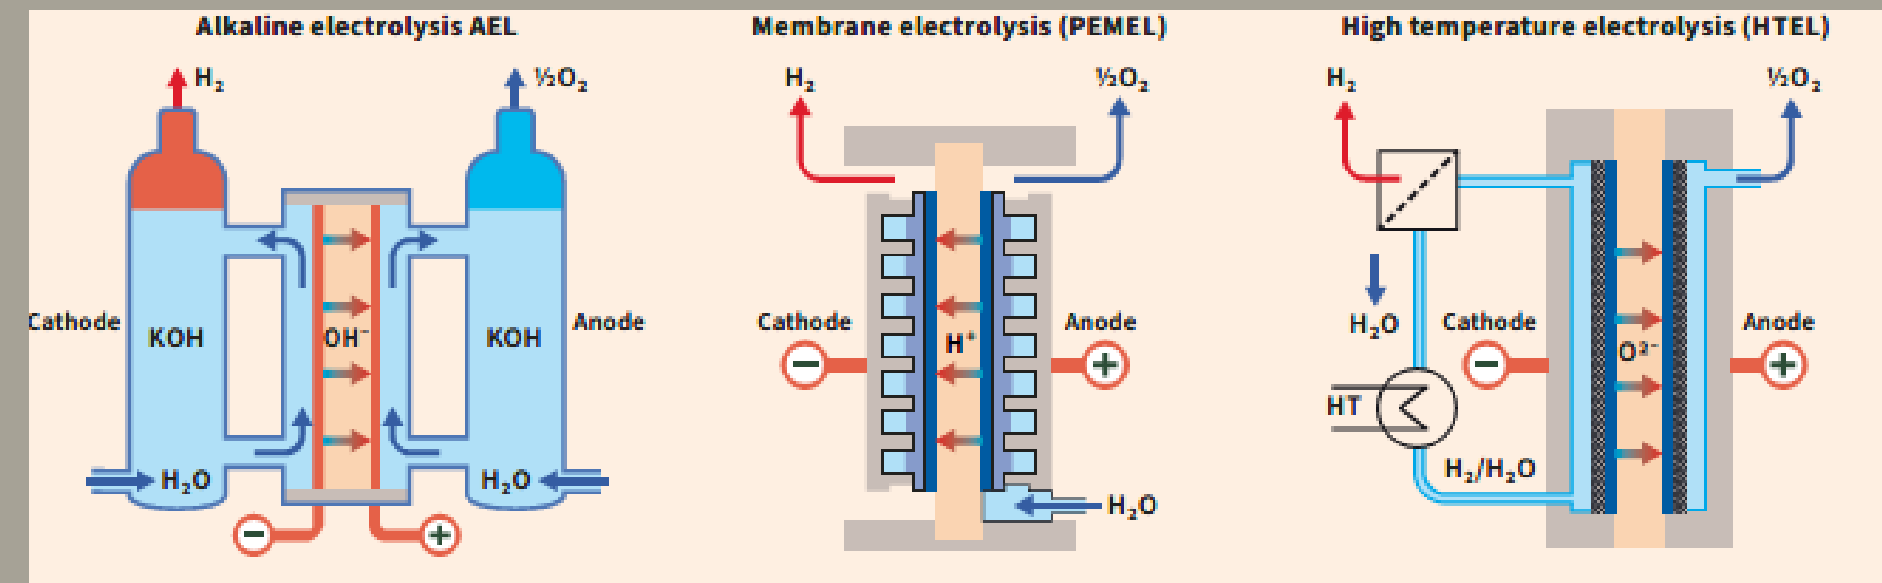 Alkaline electrolysis AEL
H₂
½O₂
Cathode
KOH
OH⁻
KOH
Anode
H₂O
H₂O
−
+
Membrane electrolysis (PEMEL)
H₂
½O₂
Cathode
Anode
−
H⁺
+
H₂O
High temperature electrolysis (HTEL)
H₂
½O₂
H₂O
Cathode
Anode
−
O²⁻
+
HT
H₂/H₂O